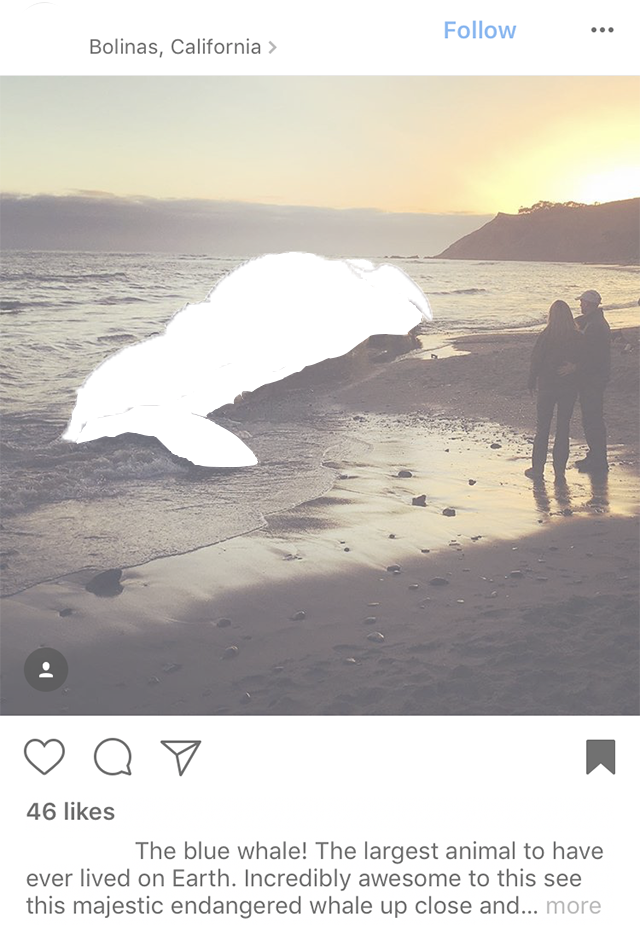 Follow
Bolinas, California
46 likes
The blue whale! The largest animal to have
ever lived on Earth. Incredibly awesome to this see
this majestic endangered whale up close and... more